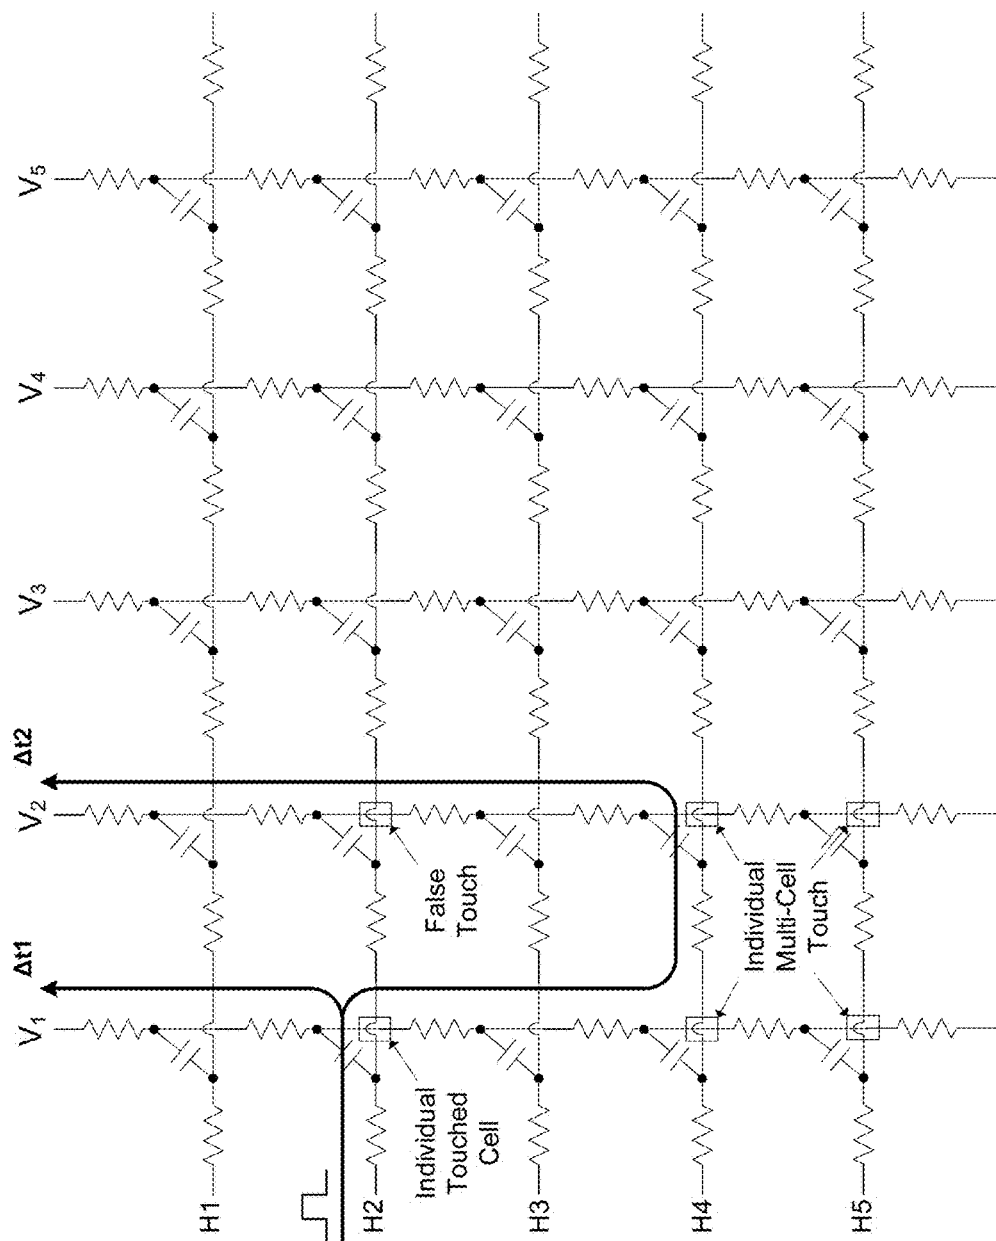 V₁
V₂
V₃
V₄
V₅
Δt1
Δt2
H1
H2
H3
H4
H5
Individual
Touched
Cell
False
Touch
Individual
Multi-Cell
Touch